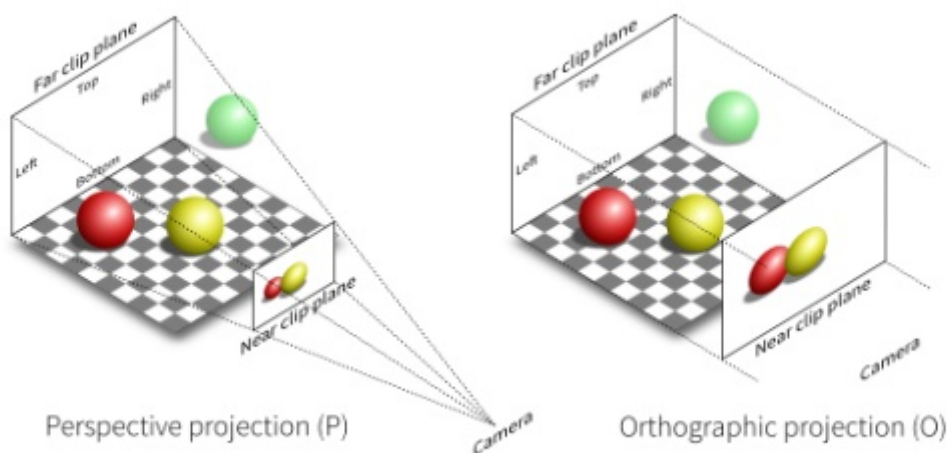 Far clip plane
Top
Right
Left
Bottom
Near clip plane
Camera
Perspective projection (P)
Far clip plane
Top
Right
Left
Bottom
Near clip plane
Camera
Orthographic projection (O)